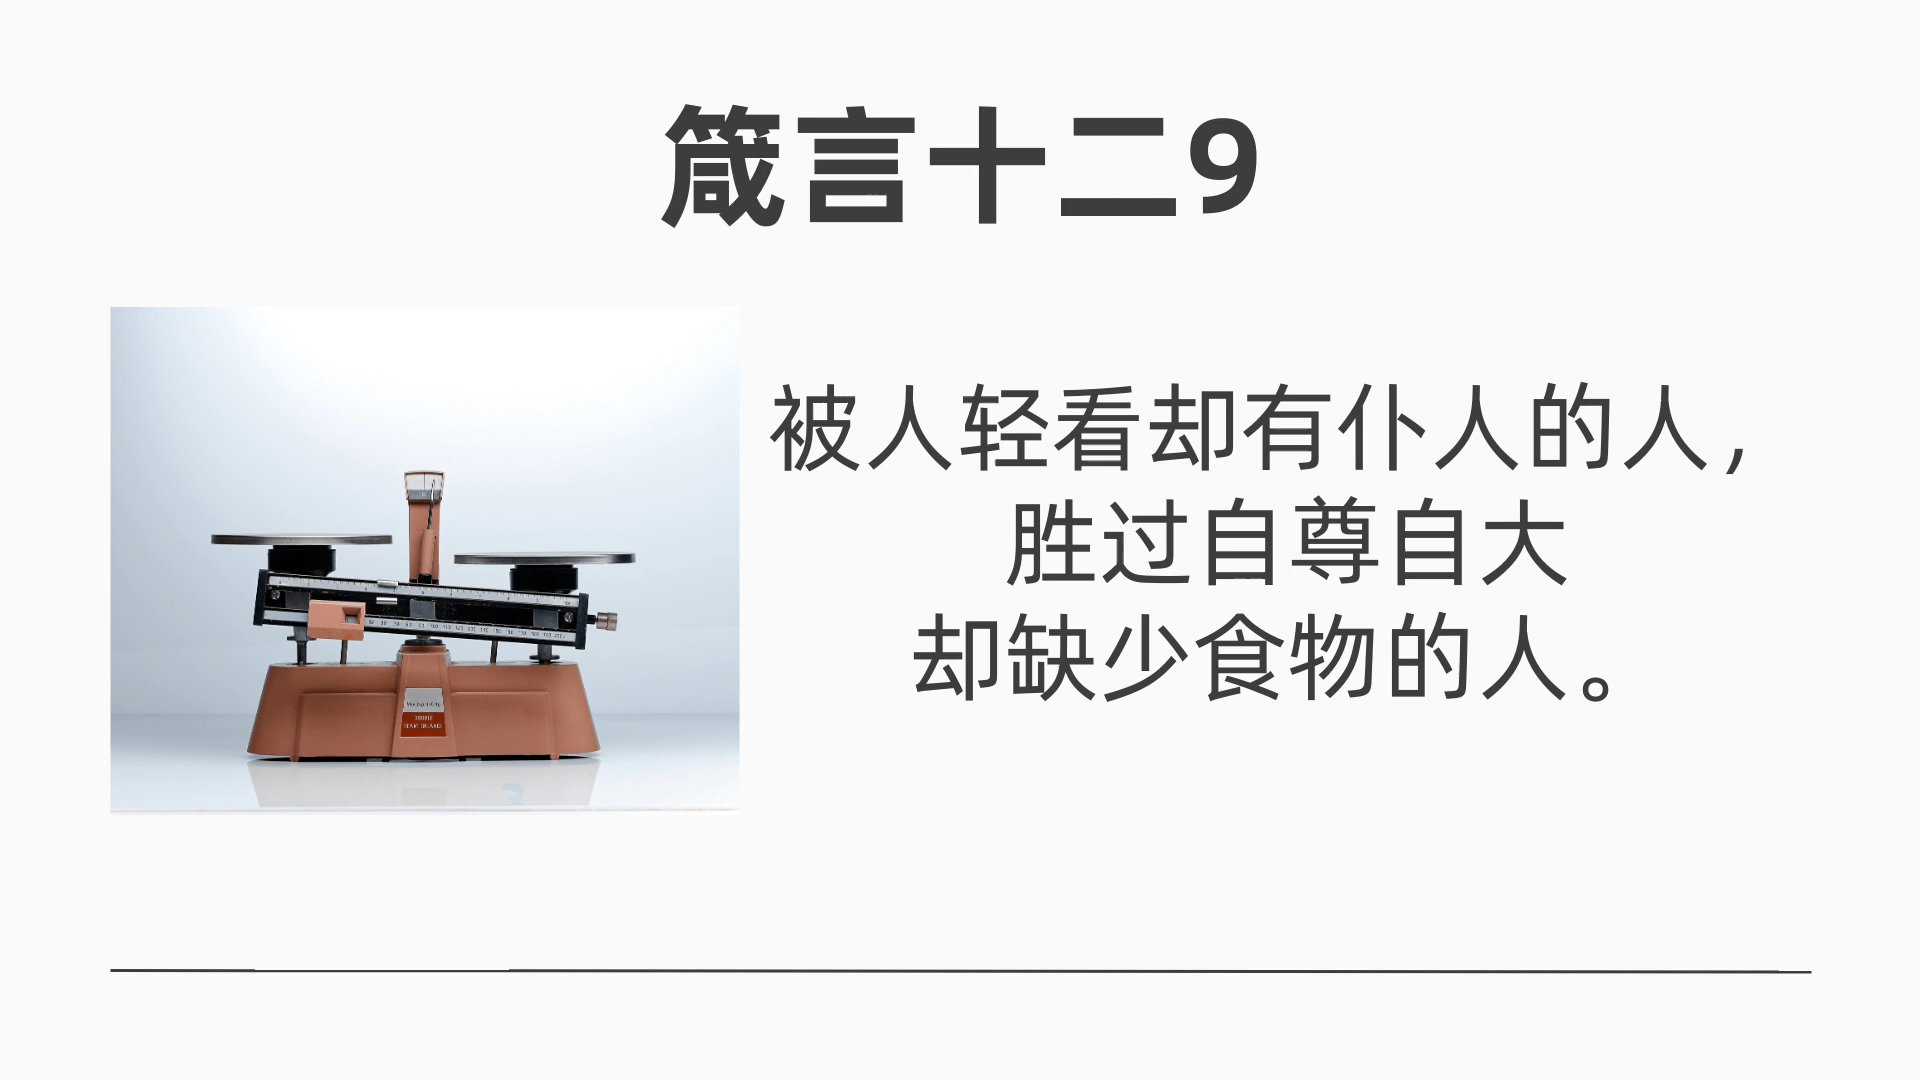 箴言十二9
被人轻看却有仆人的人，
胜过自尊自大
却缺少食物的人。